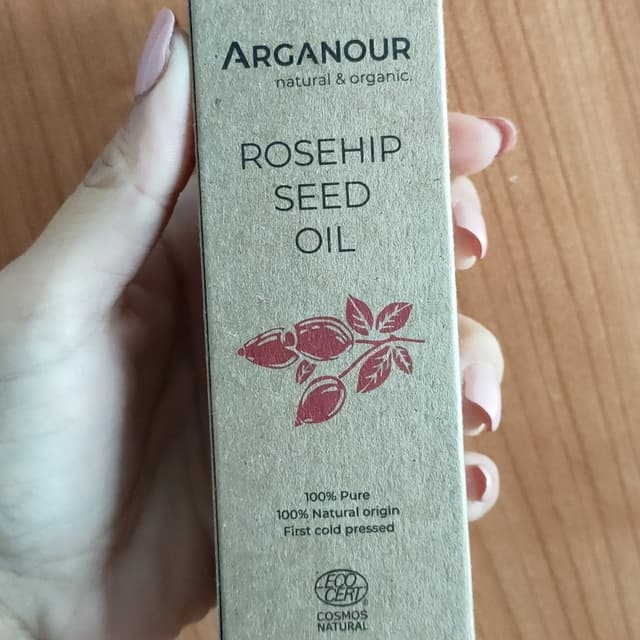 ARGANOUR
natural & organic.
ROSEHIP
SEED
OIL
100% Pure
100% Natural origin
First cold pressed
ECO
CERT
COSMOS
NATURAL